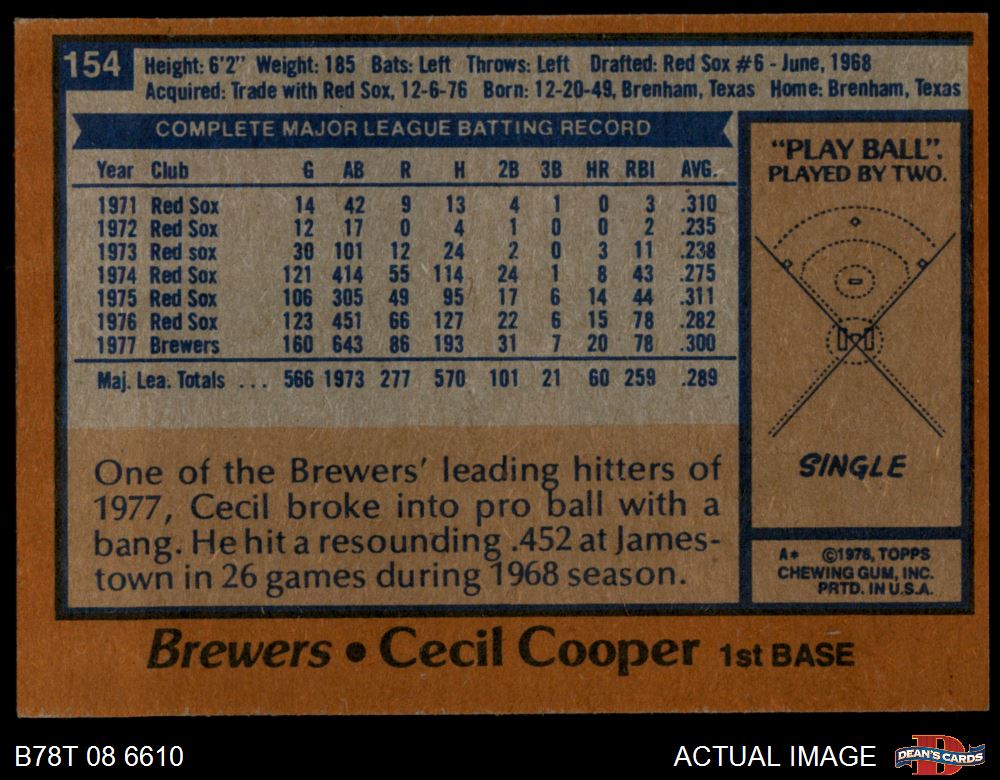 154
Height: 6'2" Weight: 185 Bats: Left Throws: Left Drafted: Red Sox #6 - June, 1968
Acquired: Trade with Red Sox, 12-6-76 Born: 12-20-49, Brenham, Texas Home: Brenham, Texas
COMPLETE MAJOR LEAGUE BATTING RECORD
Year Club G AB R H 2B 3B HR RBI AVG.
1971 Red Sox 14 42 9 13 4 1 0 3 .310
1972 Red Sox 12 17 0 4 1 0 0 2 .235
1973 Red sox 30 101 12 24 2 0 3 11 .238
1974 Red Sox 121 414 55 114 24 1 8 43 .275
1975 Red Sox 106 305 49 95 17 6 14 44 .311
1976 Red Sox 123 451 66 127 22 6 15 78 .282
1977 Brewers 160 643 86 193 31 7 20 78 .300
Maj. Lea. Totals ... 566 1973 277 570 101 21 60 259 .289
One of the Brewers' leading hitters of
1977, Cecil broke into pro ball with a
bang. He hit a resounding .452 at James-
town in 26 games during 1968 season.
"PLAY BALL".
PLAYED BY TWO.
SINGLE
A* ©1978, TOPPS
CHEWING GUM, INC.
PRTD. IN U.S.A.
Brewers • Cecil Cooper 1st BASE
B78T 08 6610
ACTUAL IMAGE
D
DEAN'S CARDS